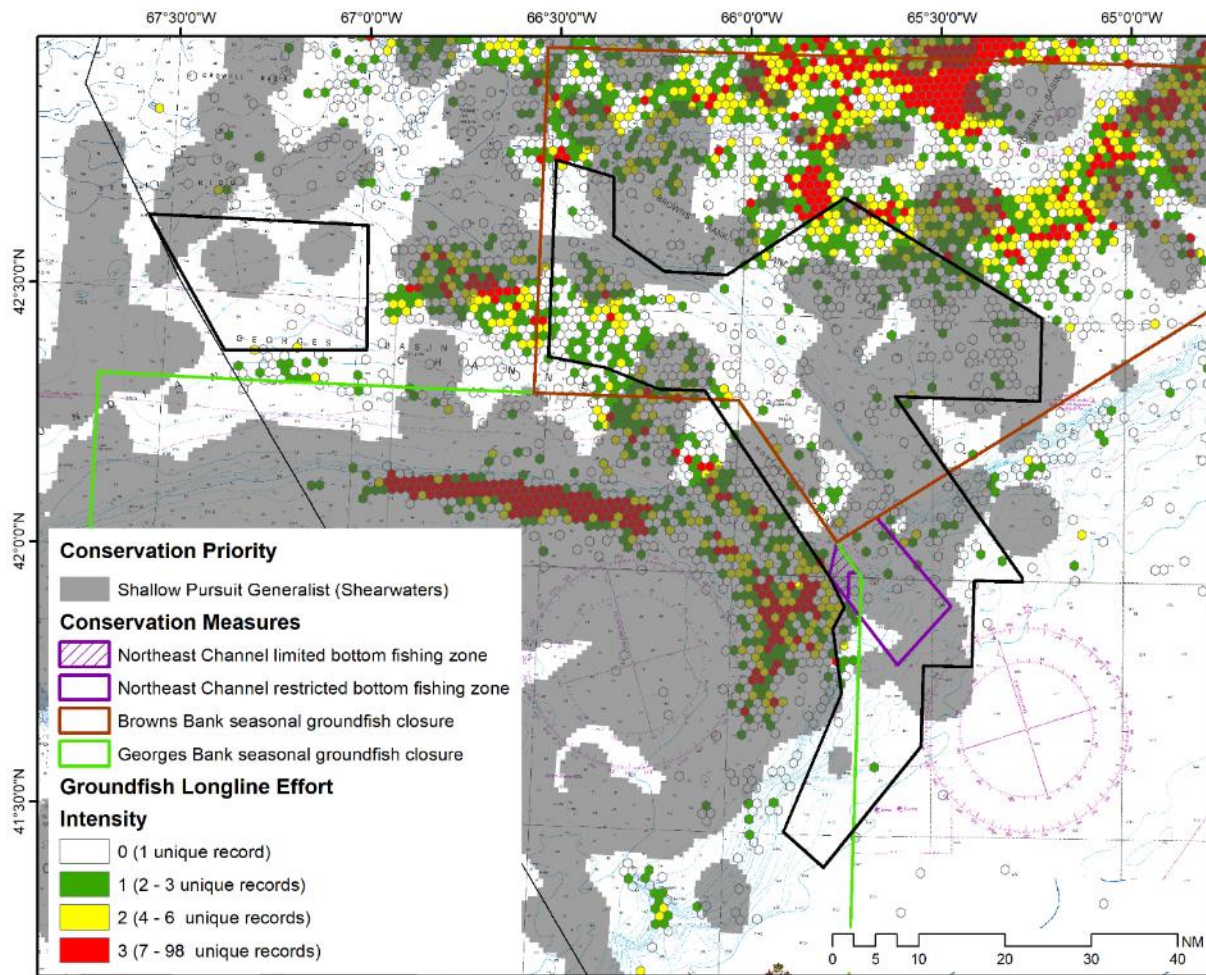 67°30'0"W 67°0'0"W 66°30'0"W 66°0'0"W 65°30'0"W 65°0'0"W
42°30'0"N
42°0'0"N
41°30'0"N
BROWNS BANK
GEORGES BASIN
CHANNEL
Conservation Priority
Shallow Pursuit Generalist (Shearwaters)
Conservation Measures
Northeast Channel limited bottom fishing zone
Northeast Channel restricted bottom fishing zone
Browns Bank seasonal groundfish closure
Georges Bank seasonal groundfish closure
Groundfish Longline Effort
Intensity
0 (1 unique record)
1 (2 - 3 unique records)
2 (4 - 6 unique records)
3 (7 - 98 unique records)
NM
0 5 10 20 30 40